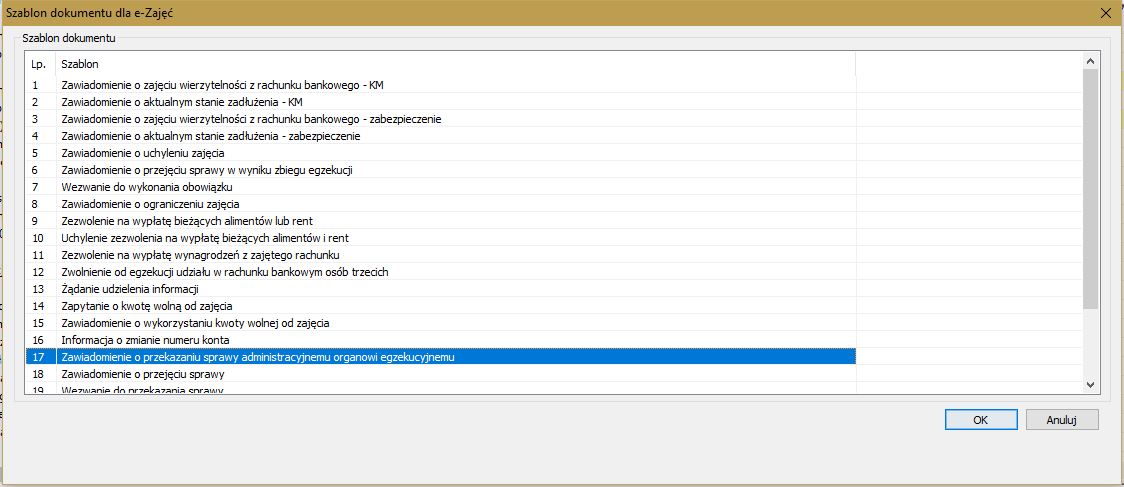 Szablon dokumentu dla e-Zajęć
Szablon dokumentu
Lp. Szablon
1 Zawiadomienie o zajęciu wierzytelności z rachunku bankowego - KM
2 Zawiadomienie o aktualnym stanie zadłużenia - KM
3 Zawiadomienie o zajęciu wierzytelności z rachunku bankowego - zabezpieczenie
4 Zawiadomienie o aktualnym stanie zadłużenia - zabezpieczenie
5 Zawiadomienie o uchyleniu zajęcia
6 Zawiadomienie o przejęciu sprawy w wyniku zbiegu egzekucji
7 Wezwanie do wykonania obowiązku
8 Zawiadomienie o ograniczeniu zajęcia
9 Zezwolenie na wypłatę bieżących alimentów lub rent
10 Uchylenie zezwolenia na wypłatę bieżących alimentów i rent
11 Zezwolenie na wypłatę wynagrodzeń z zajętego rachunku
12 Zwolnienie od egzekucji udziału w rachunku bankowym osób trzecich
13 Żądanie udzielenia informacji
14 Zapytanie o kwotę wolną od zajęcia
15 Zawiadomienie o wykorzystaniu kwoty wolnej od zajęcia
16 Informacja o zmianie numeru konta
17 Zawiadomienie o przekazaniu sprawy administracyjnemu organowi egzekucyjnemu
18 Zawiadomienie o przejęciu sprawy
19 Wezwanie do przekazania sprawy
OK Anuluj